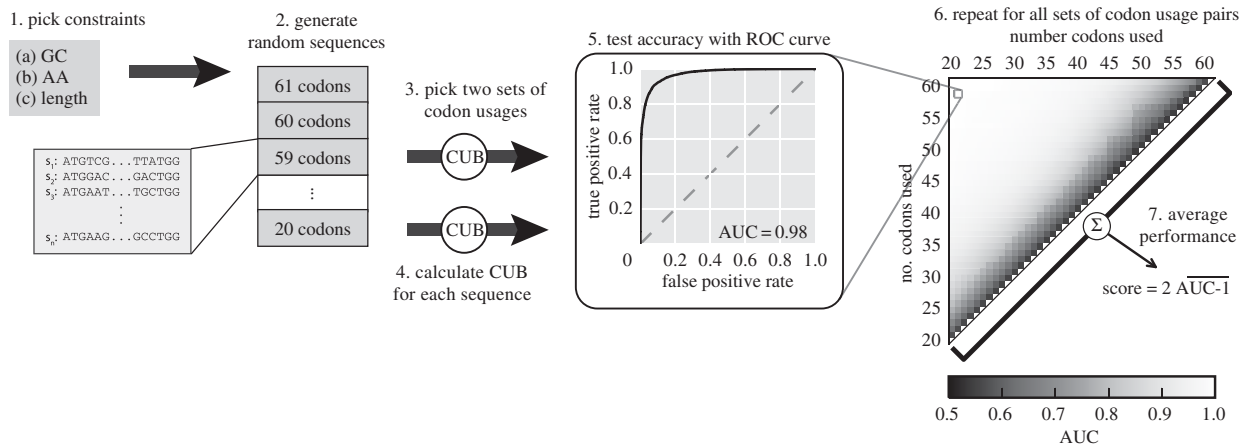 1. pick constraints
(a) GC
(b) AA
(c) length
2. generate
random sequences
61 codons
60 codons
59 codons
⋮
20 codons
s1: ATGTCG...TTATGG
s2: ATGGAC...GACTGG
s3: ATGAAT...TGCTGG
⋮
sn: ATGAAG...GCCTGG
3. pick two sets of
codon usages
CUB
CUB
4. calculate CUB
for each sequence
5. test accuracy with ROC curve
1.0
0.8
0.6
0.4
0.2
true positive rate
AUC = 0.98
0 0.2 0.4 0.6 0.8 1.0
false positive rate
6. repeat for all sets of codon usage pairs
number codons used
20 25 30 35 40 45 50 55 60
60
55
50
45
40
35
30
25
20
no. codons used
Σ
7. average
performance
score = 2 AUC-1
0.5 0.6 0.7 0.8 0.9 1.0
AUC